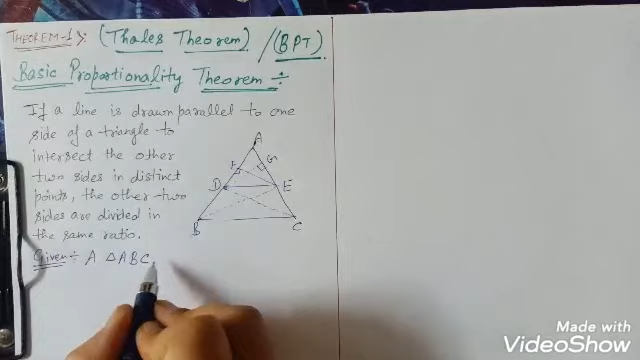 THEOREM-1 :- (Thales Theorem) / (BPT)
Basic Proportionality Theorem ÷
If a line is drawn parallel to one
side of a triangle to
intersect the other
two sides in distinct
points, the other two
sides are divided in
the same ratio.
Given ÷ A △ABC,
A
F
G
D
E
B
C
Made with
VideoShow